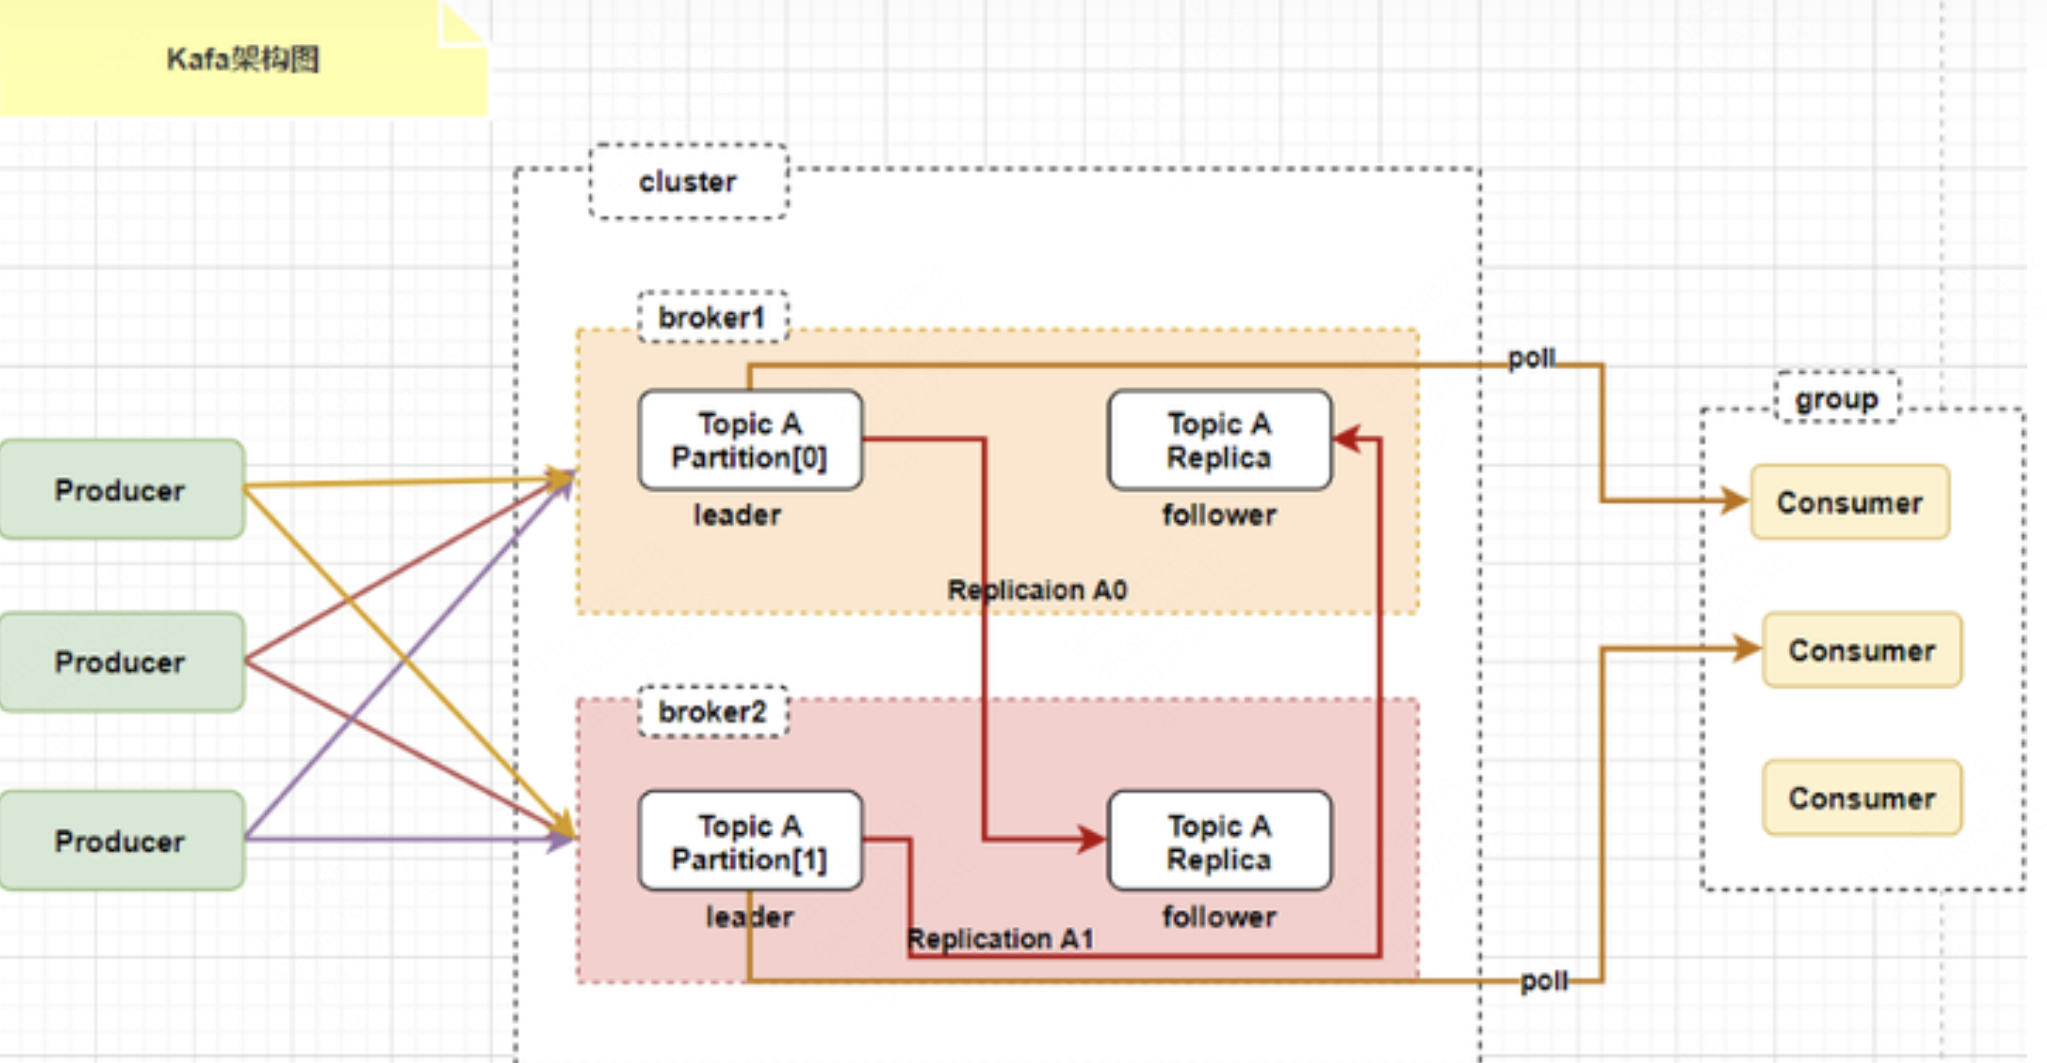 Kafa架构图
cluster
broker1
poll
Topic A
Partition[0]
leader
Topic A
Replica
follower
Replicaion A0
group
Producer
Producer
Producer
Consumer
Consumer
Consumer
broker2
Topic A
Partition[1]
leader
Topic A
Replica
follower
Replication A1
poll